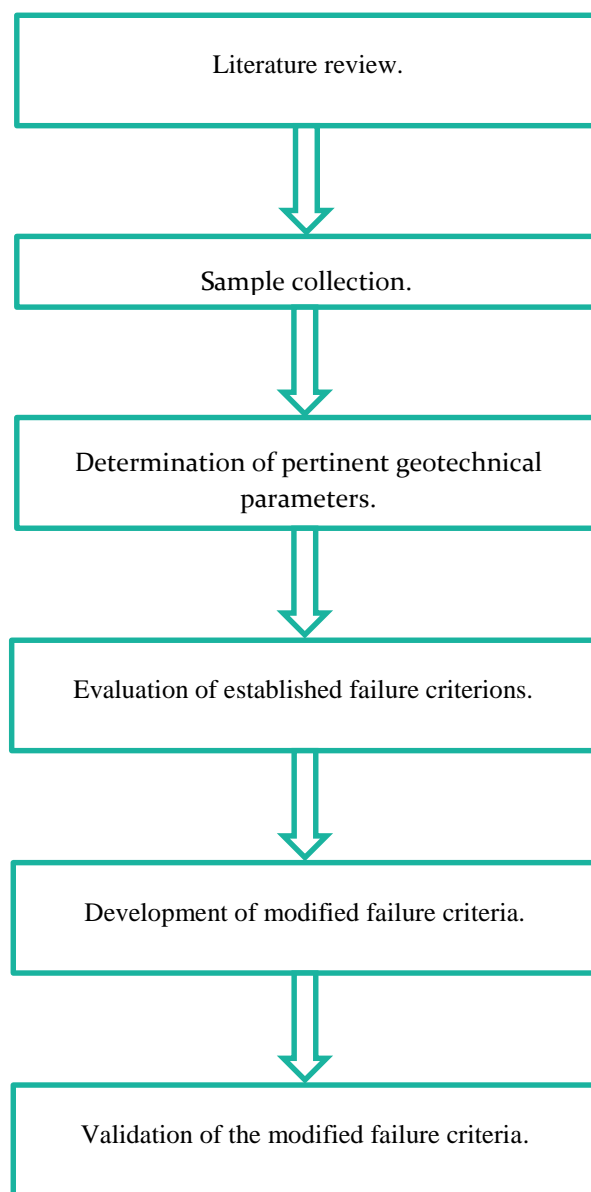 Literature review.
Sample collection.
Determination of pertinent geotechnical
parameters.
Evaluation of established failure criterions.
Development of modified failure criteria.
Validation of the modified failure criteria.